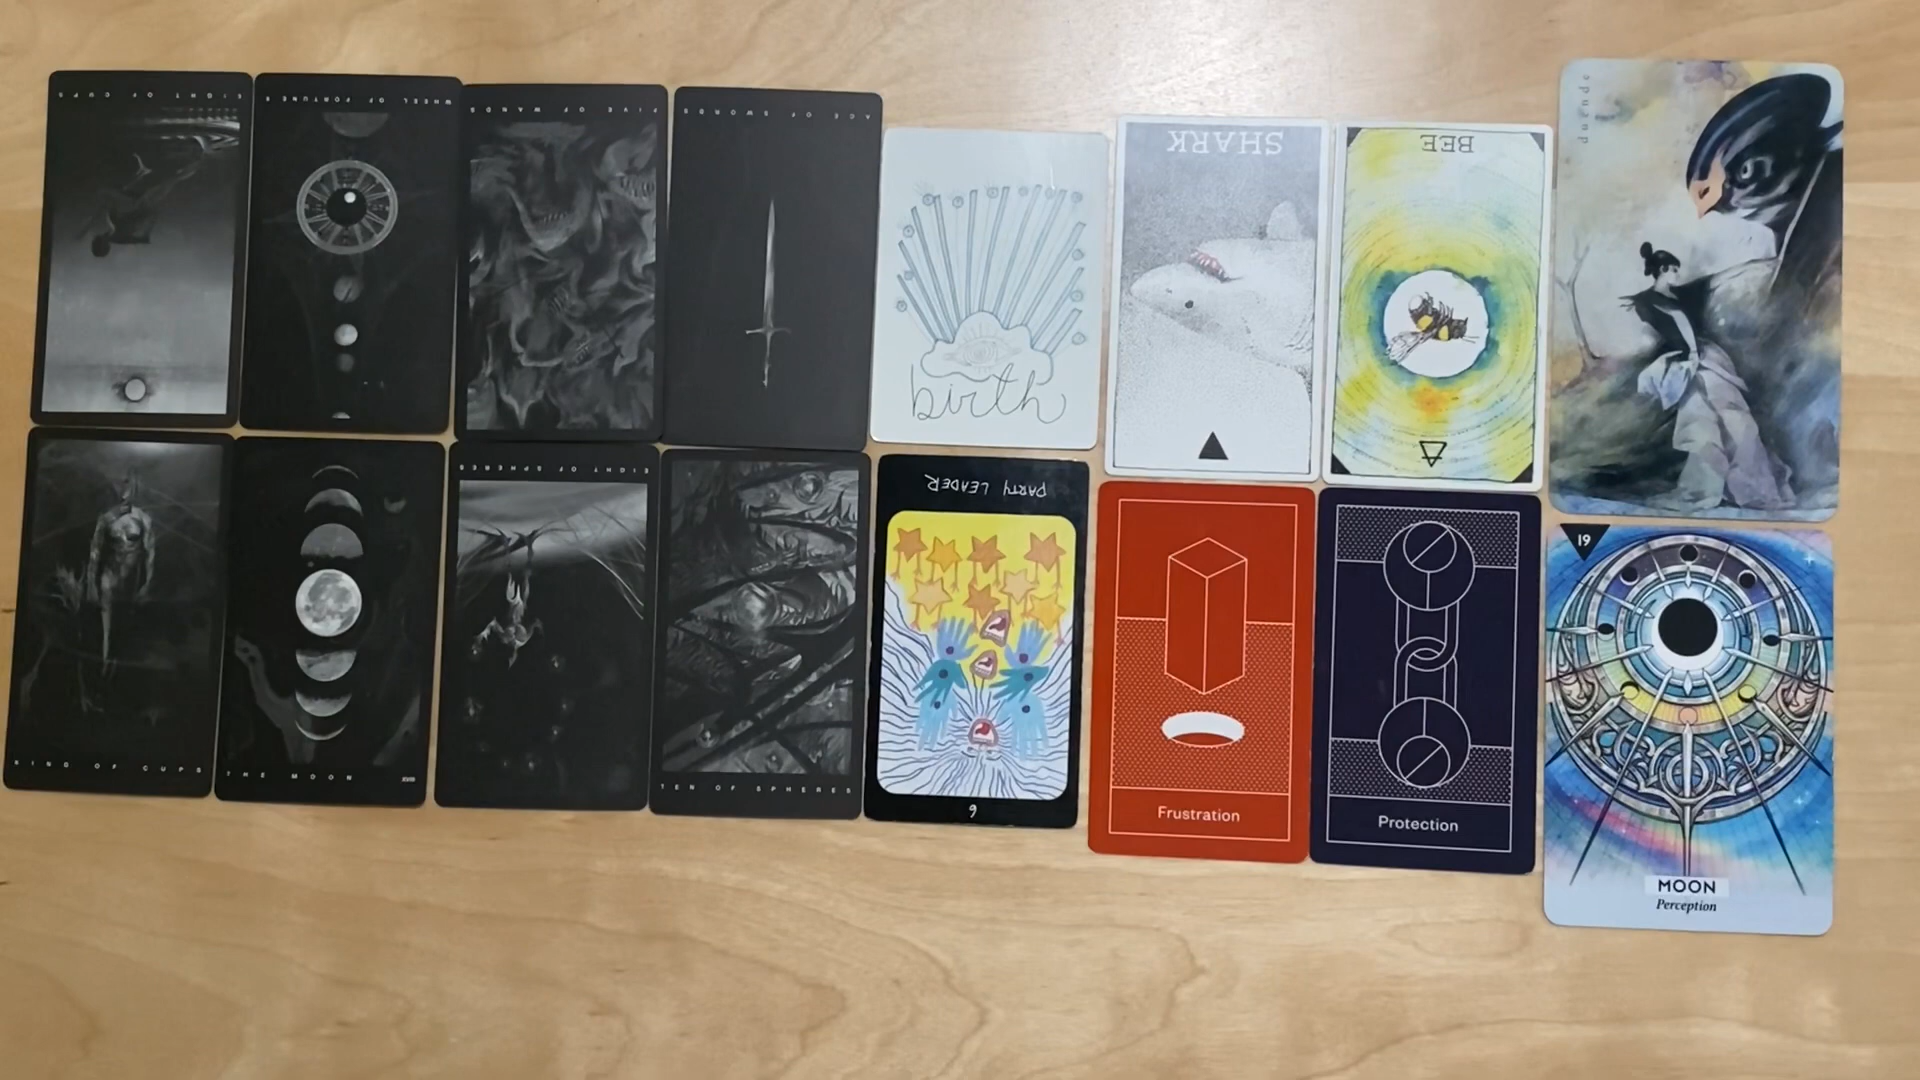 EIGHT OF CUPS
WHEEL OF FORTUNE X
FIVE OF WANDS
ACE OF SWORDS
birth
SHARK
BEE
duende
KING OF CUPS
THE MOON
XVIII
EIGHT OF SPHERES
TEN OF SPHERES
PARTY LEADER
6
Frustration
Protection
19
MOON
Perception